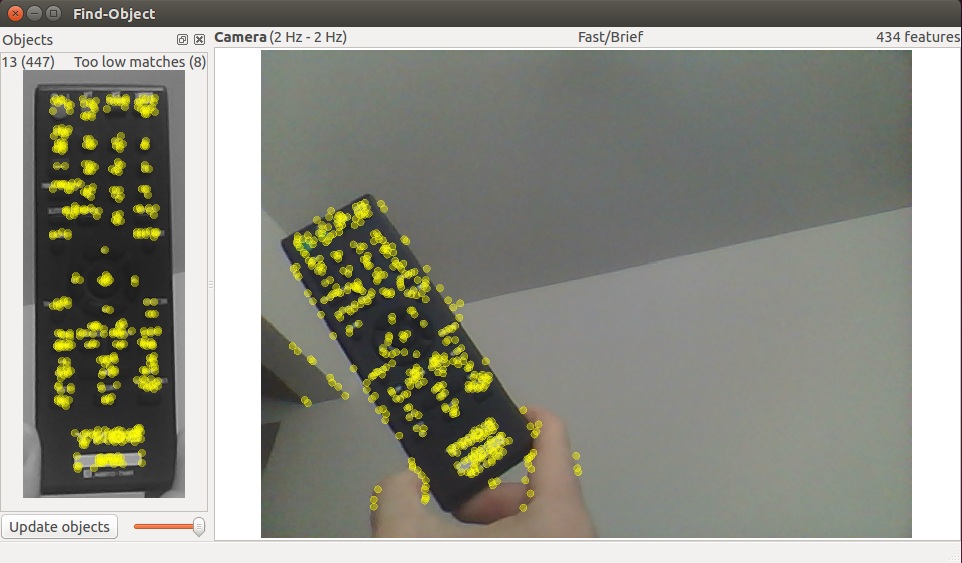 Find-Object
Objects
Camera (2 Hz - 2 Hz) Fast/Brief 434 features
13 (447) Too low matches (8)
Update objects